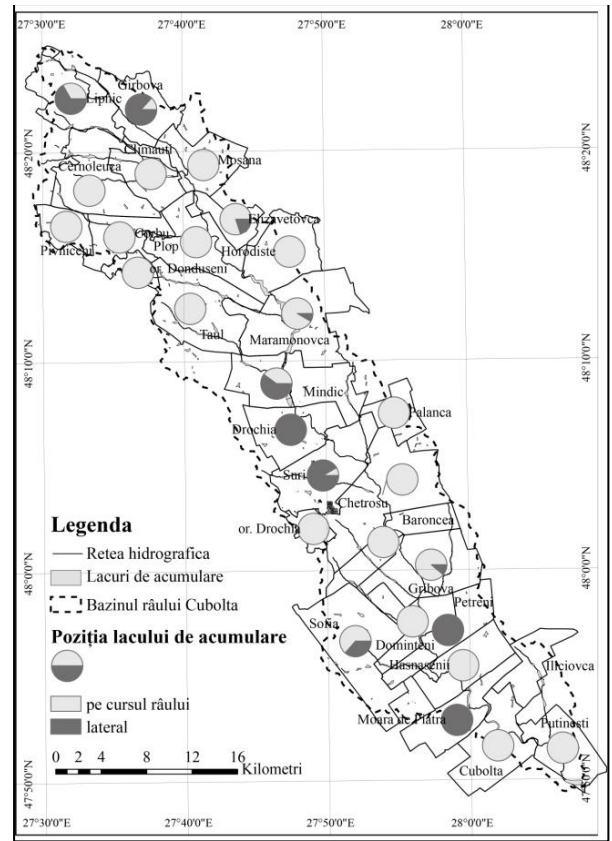 27°30'0"E 27°40'0"E 27°50'0"E 28°0'0"E
Girbova
Lipnic
48°20'0"N 48°20'0"N
Climauti
Mosana
Cernoleuca
Elizavetovca
Pivniceni
Corbu
Plop
Horodiste
or. Donduseni
Taul
Maramonovca
48°10'0"N 48°10'0"N
Mindic
Palanca
Drochia
Suri
Chetrosu
or. Drochia
Baroncea
48°0'0"N 48°0'0"N
Gribova
Petreni
Sofia
Dominteni
Hasnasenii
Iliciovca
Moara de Piatra
Putinesti
Cubolta
47°50'0"N 47°50'0"N
Legenda
Retea hidrografica
Lacuri de acumulare
Bazinul râului Cubolta
Poziția lacului de acumulare
pe cursul râului
lateral
0 2 4 8 12 16
Kilometri
27°30'0"E 27°40'0"E 27°50'0"E 28°0'0"E